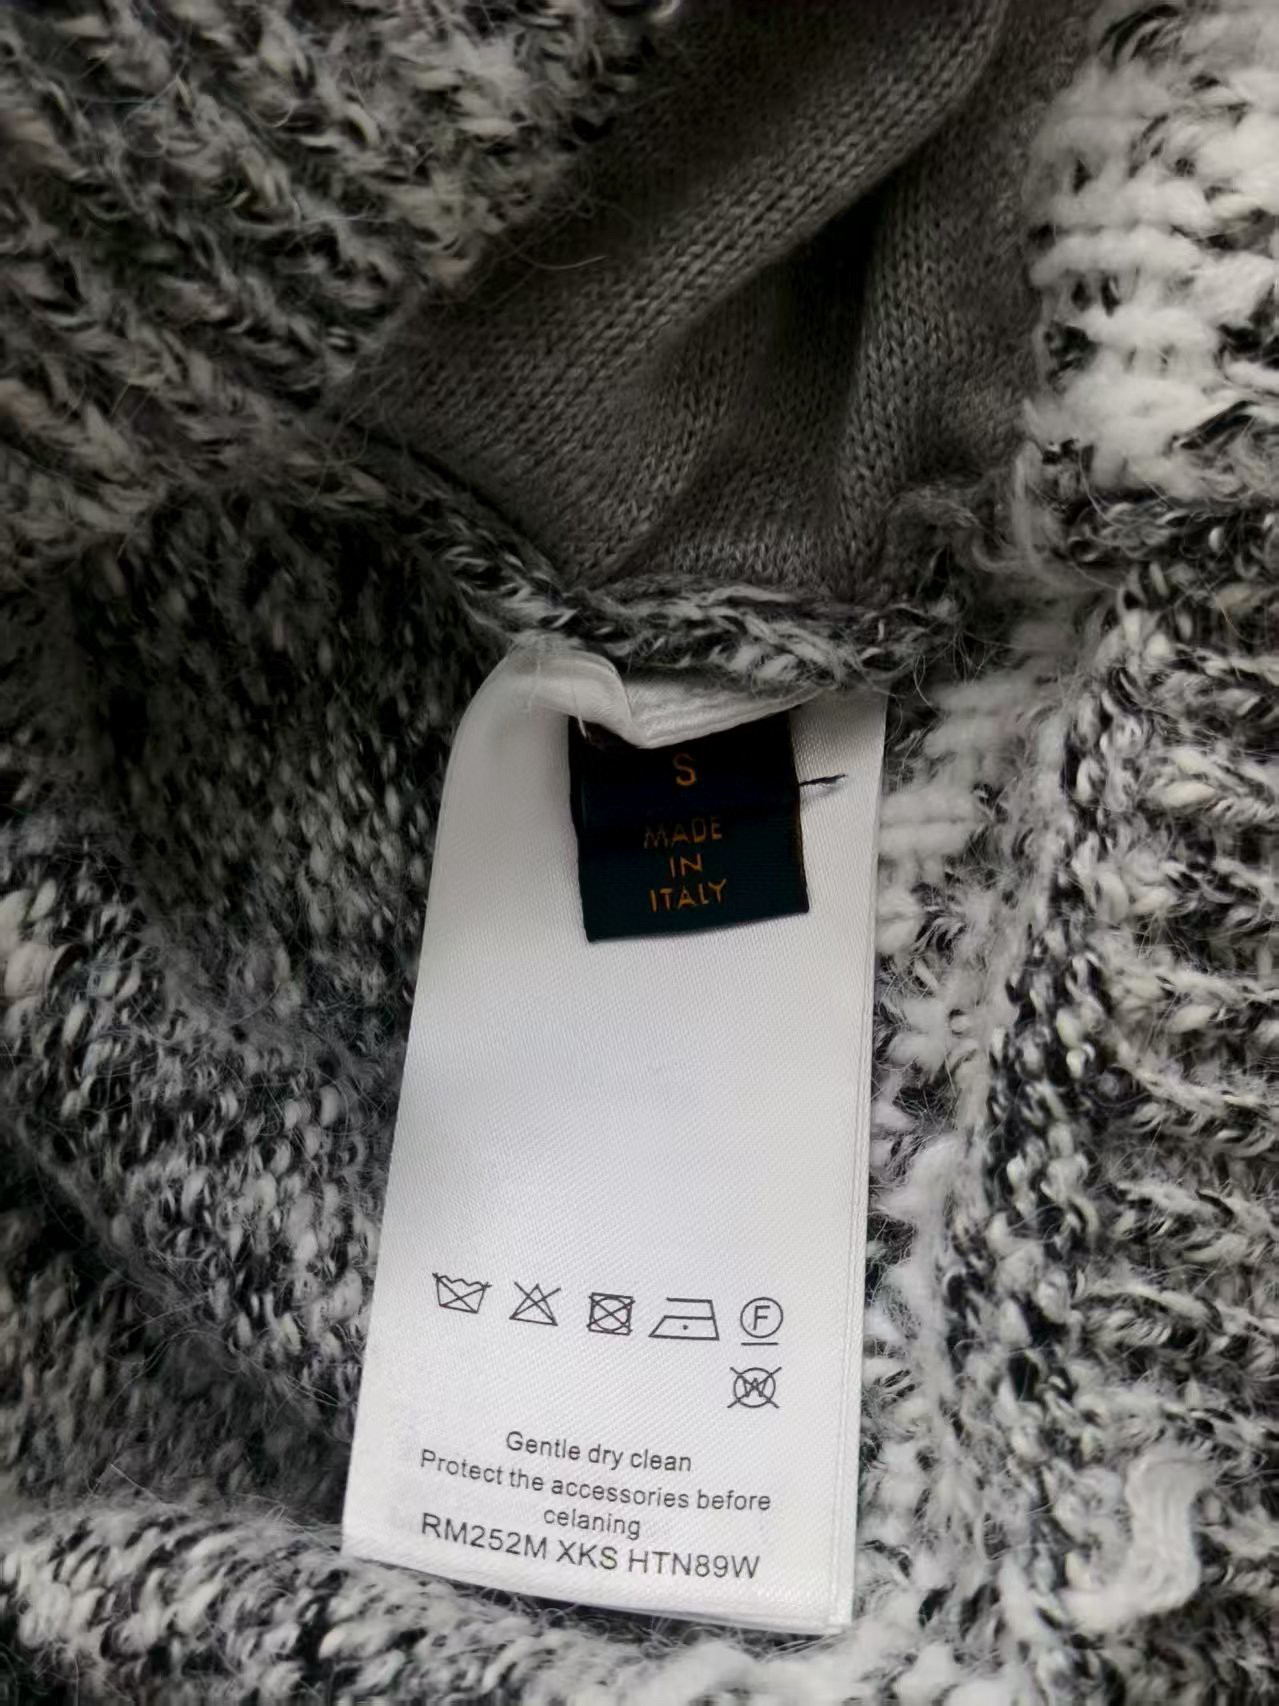 S
MADE
IN
ITALY
F
W
Gentle dry clean
Protect the accessories before
celaning
RM252M XKS HTN89W